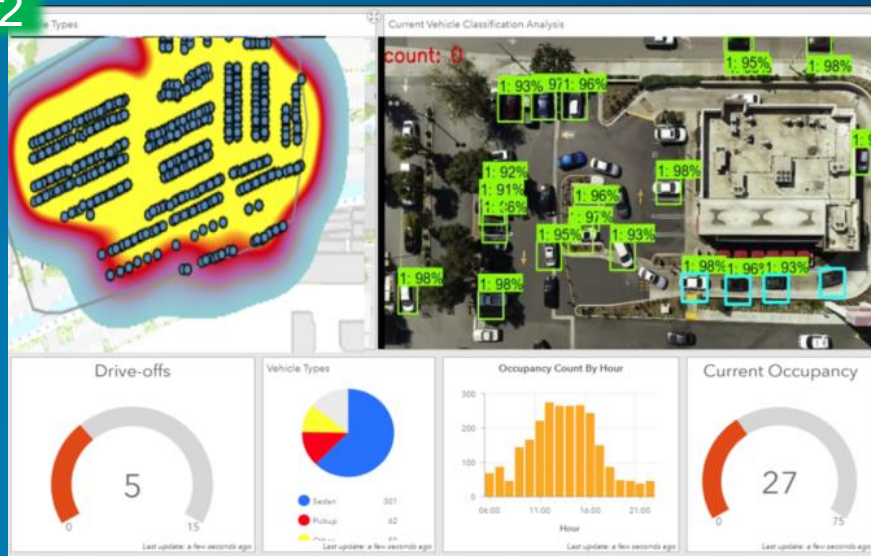 2
Types
Current Vehicle Classification Analysis
count: 0
1: 95%
1: 98%
1: 93%
97
1: 96%
1: 92%
1: 91%
1: 98%
1: 96%
1: 97%
1: 95%
1: 93%
1: 98%
1: 98%
1: 98%
1: 96%
1: 93%
Drive-offs
5
0
15
Last update: a few seconds ago
Vehicle Types
Sedan 301
Pickup 62
Last update: a few seconds ago
Occupancy Count By Hour
300
200
100
0
06:00 11:00 16:00 21:00
Hour
Last update: a few seconds ago
Current Occupancy
27
0
75
Last update: a few seconds ago